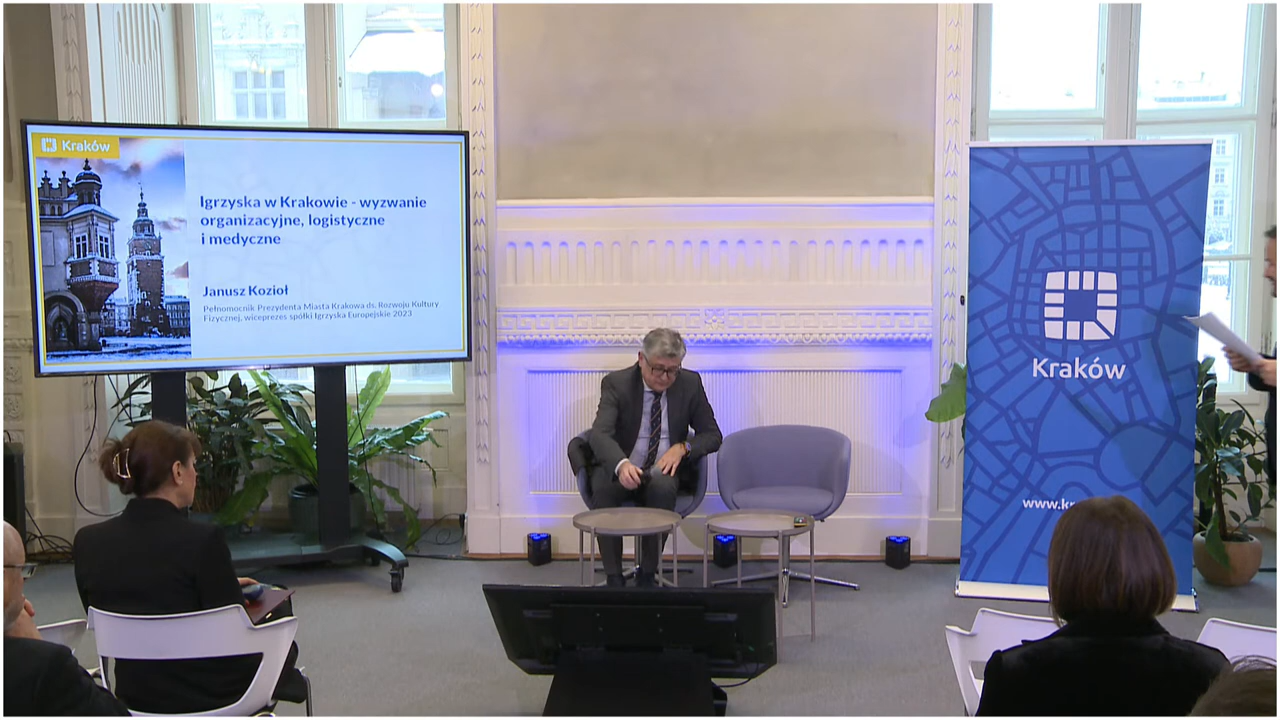 Kraków
Igrzyska w Krakowie - wyzwanie
organizacyjne, logistyczne
i medyczne
Janusz Kozioł
Pełnomocnik Prezydenta Miasta Krakowa ds. Rozwoju Kultury
Fizycznej, wiceprezes spółki Igrzyska Europejskie 2023
Kraków